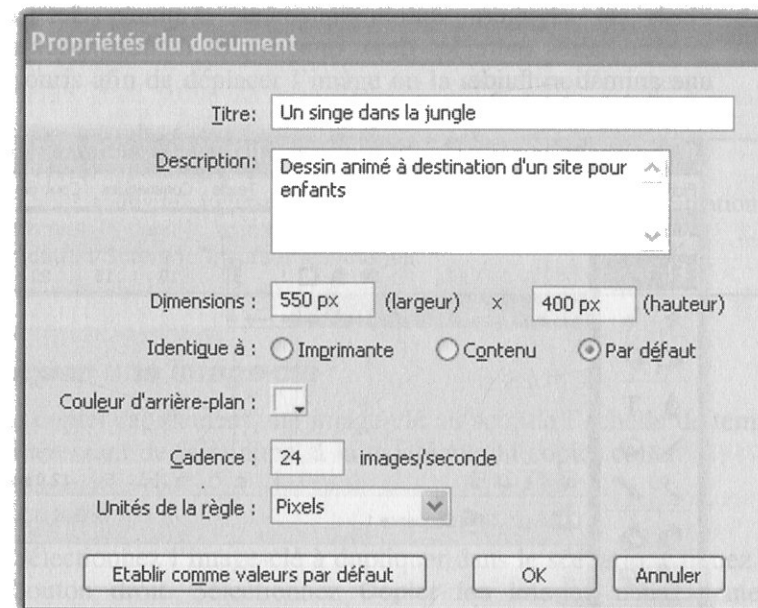 Propriétés du document
Titre: Un singe dans la jungle
Description: Dessin animé à destination d'un site pour
enfants
Dimensions : 550 px (largeur) x 400 px (hauteur)
Identique à : Imprimante Contenu Par défaut
Couleur d'arrière-plan :
Cadence : 24 images/seconde
Unités de la règle : Pixels
Etablir comme valeurs par défaut OK Annuler